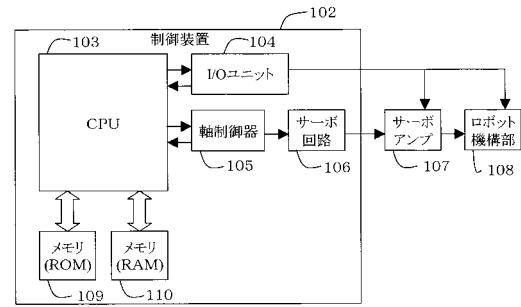 102
制御装置
103
104
I/Oユニット
CPU
軸制御器
サーボ
回路
サーボ
アンプ
ロボット
機構部
105
106
107
108
メモリ
(ROM)
メモリ
(RAM)
109
110